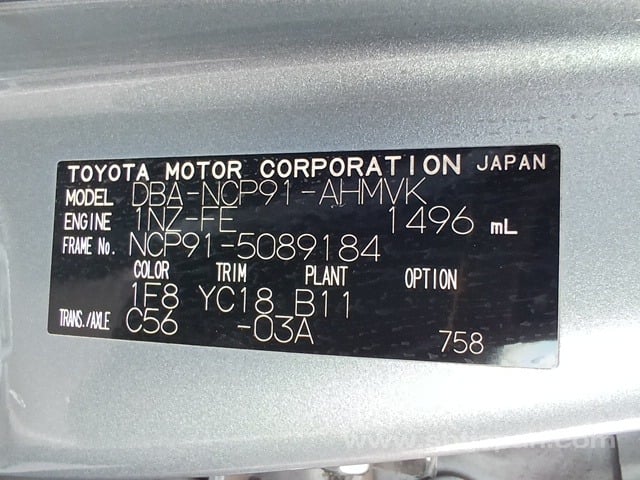 TOYOTA MOTOR CORPORATION JAPAN
MODEL DBA-NCP91-AHMVK
ENGINE 1NZ-FE 1496 mL
FRAME No. NCP91-5089184
COLOR TRIM PLANT OPTION
1F8 YC18 B11
TRANS./AXLE C56 -03A
758